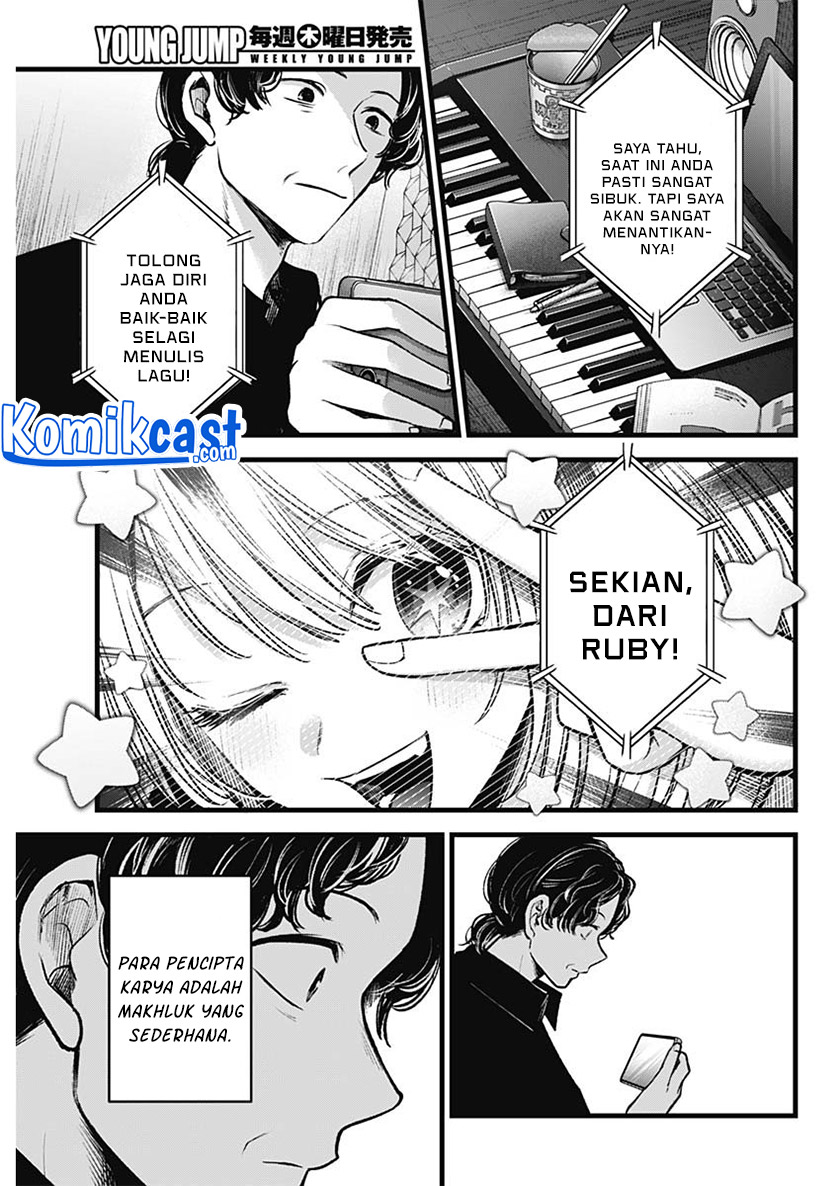 YOUNG JUMP 毎週木曜日発売
WEEKLY YOUNG JUMP
SAYA TAHU,
SAAT INI ANDA
PASTI SANGAT
SIBUK. TAPI SAYA
AKAN SANGAT
MENANTIKAN-
NYA!
TOLONG
JAGA DIRI
ANDA
BAIK-BAIK
SELAGI
MENULIS
LAGU!
Komikcast
.com
SEKIAN,
DARI
RUBY!
PARA PENCIPTA
KARYA ADALAH
MAKHLUK YANG
SEDERHANA.